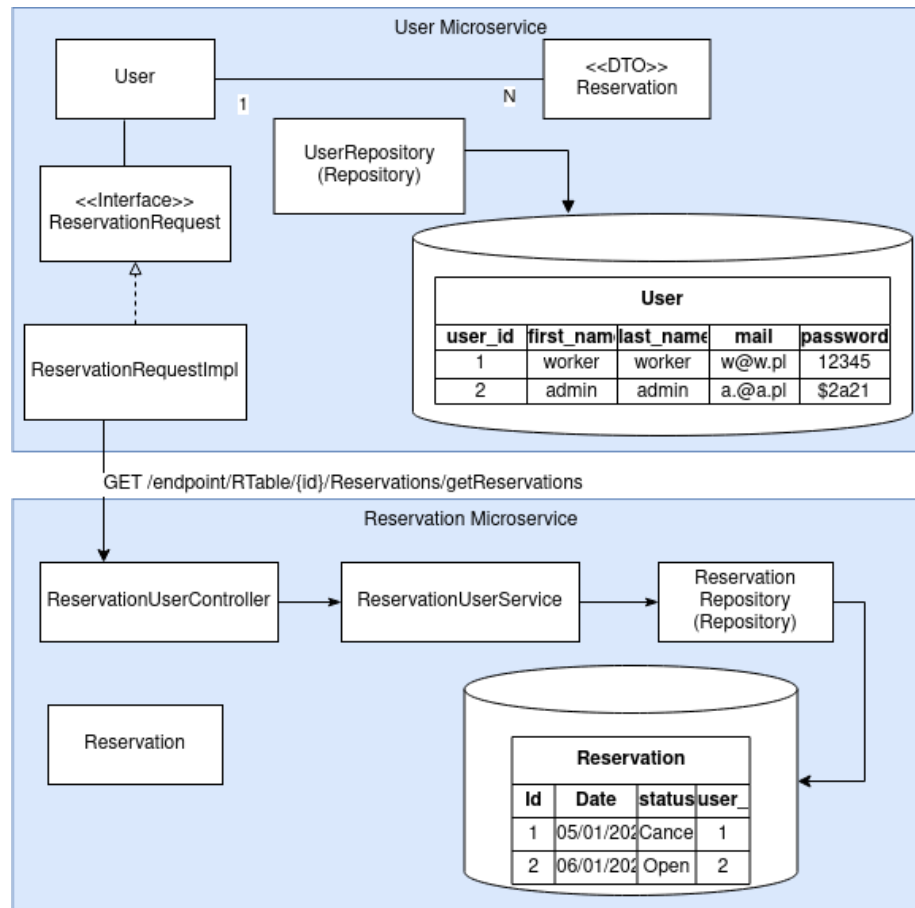 User Microservice
User
1
N
<<DTO>>
Reservation
UserRepository
(Repository)
<<Interface>>
ReservationRequest
ReservationRequestImpl
User
user_id first_nam last_name mail password
1 worker worker w@w.pl 12345
2 admin admin a.@a.pl $2a21
GET /endpoint/RTable/{id}/Reservations/getReservations
Reservation Microservice
ReservationUserController
ReservationUserService
Reservation
Repository
(Repository)
Reservation
Reservation
Id Date status user_
1 05/01/202 Cance 1
2 06/01/202 Open 2